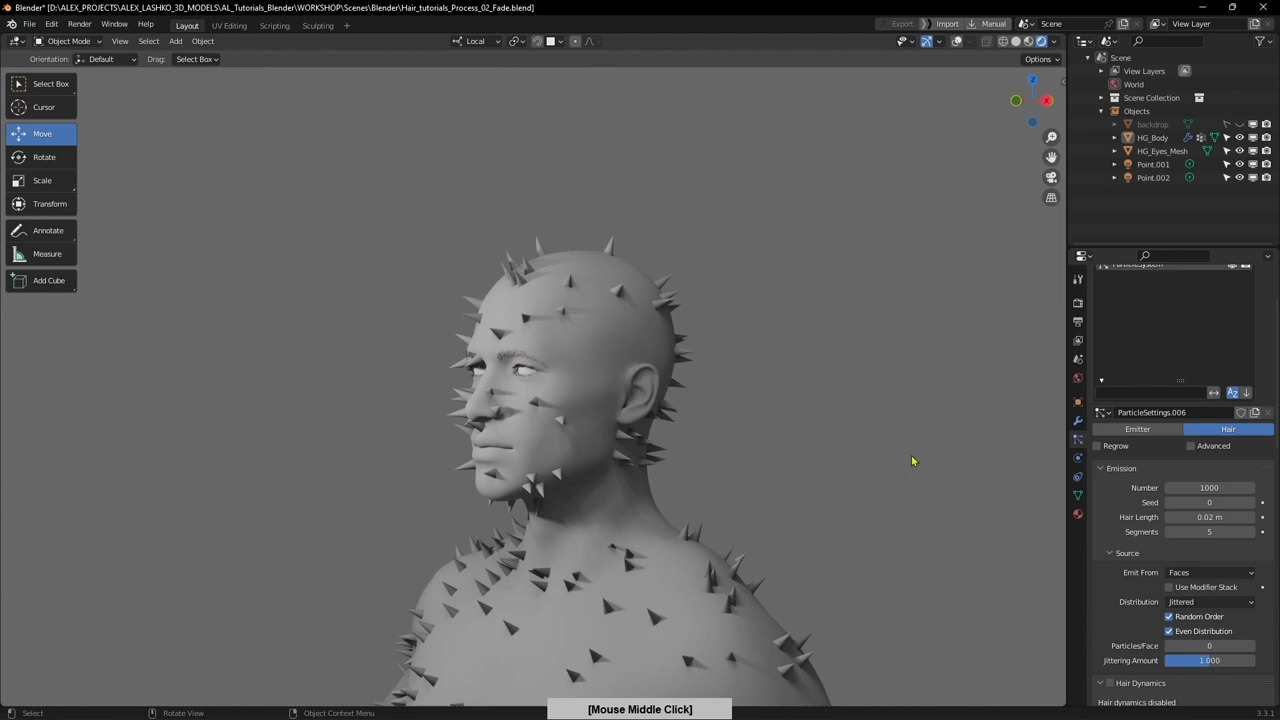 Blender* [D:\ALEX_PROJECTS\ALEX_LASHKO_3D_MODELS\AL_Tutorials_Blender\WORKSHOP\Scenes\Blender\Hair_tutorials_Process_02_Fade.blend]
File Edit Render Window Help Layout UV Editing Scripting Sculpting + Export Import Manual Scene View Layer
Object Mode View Select Add Object Local
Orientation: Default Drag: Select Box Options
Select Box
Cursor
Move
Rotate
Scale
Transform
Annotate
Measure
Add Cube
Z
X
Scene
View Layers
World
Scene Collection
Objects
backdrop
HG_Body
HG_Eyes_Mesh
Point.001
Point.002
ParticleSystem
ParticleSettings.006
Emitter Hair
Regrow Advanced
Emission
Number 1000
Seed 0
Hair Length 0.02 m
Segments 5
Source
Emit From Faces
Use Modifier Stack
Distribution Jittered
Random Order
Even Distribution
Particles/Face 0
Jittering Amount 1.000
Hair Dynamics
Hair dynamics disabled
[Mouse Middle Click]
Select Rotate View Object Context Menu 3.3.1